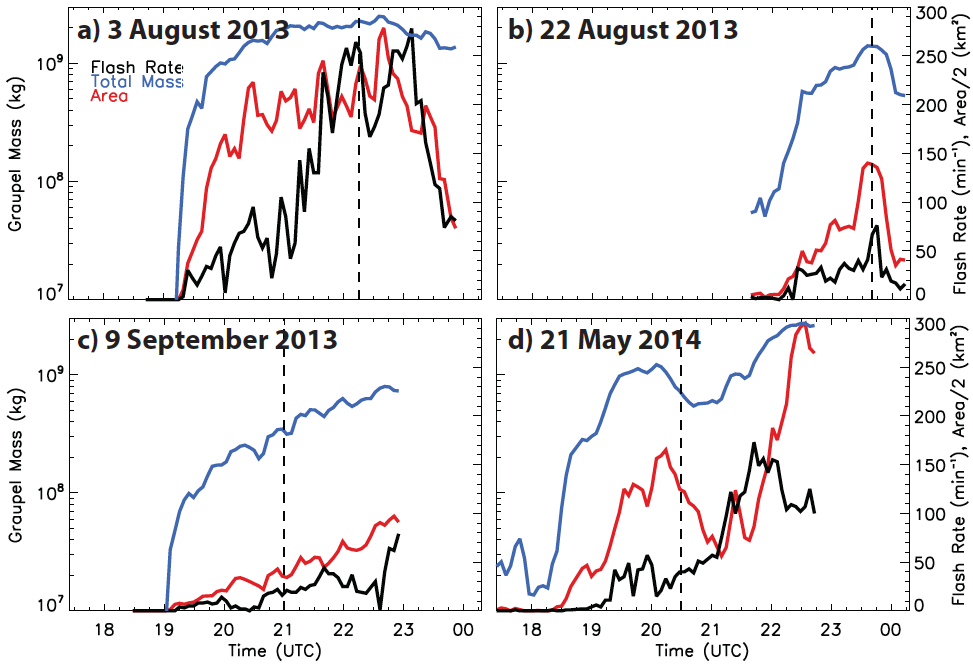 a) 3 August 2013
Flash Rate
Total Mass
Area
10⁹
10⁸
10⁷
Graupel Mass (kg)
b) 22 August 2013
300
250
200
150
100
50
0
Flash Rate (min⁻¹), Area/2 (km²)
c) 9 September 2013
10⁹
10⁸
10⁷
Graupel Mass (kg)
18 19 20 21 22 23 00
Time (UTC)
d) 21 May 2014
300
250
200
150
100
50
0
Flash Rate (min⁻¹), Area/2 (km²)
18 19 20 21 22 23 00
Time (UTC)